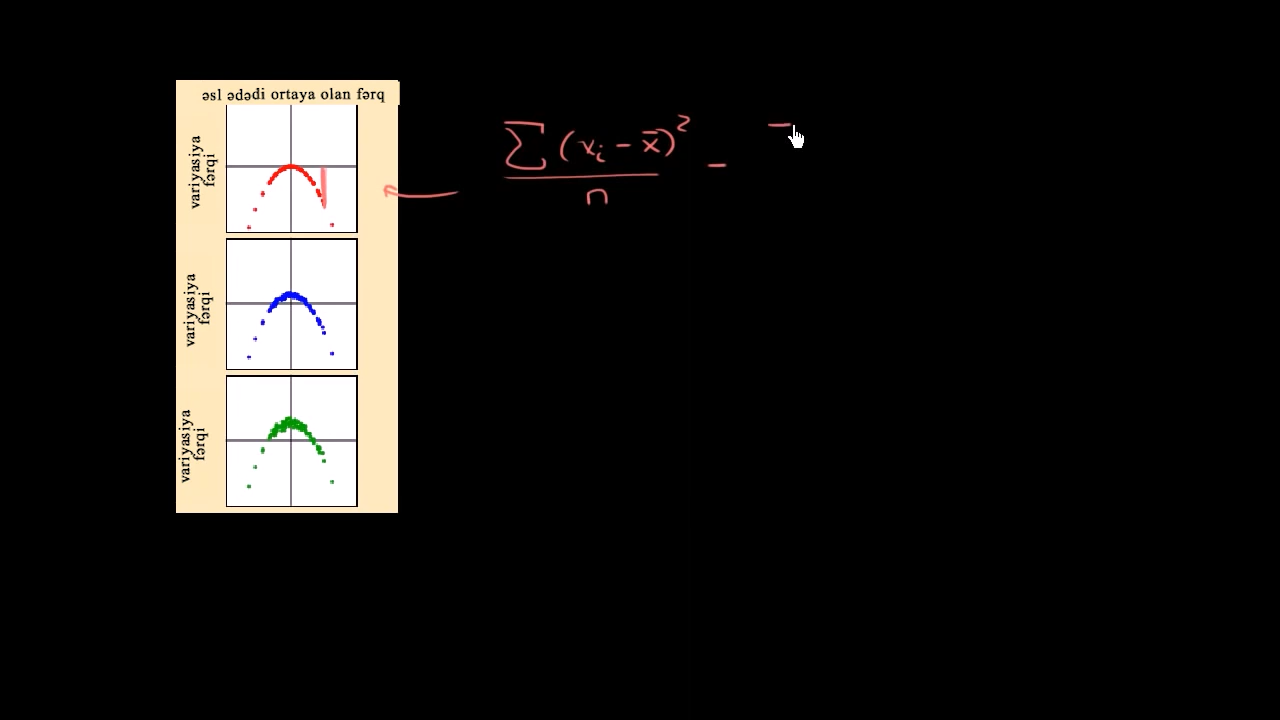 əsl ədədi ortaya olan fərq
variyasiya
fərqi
variyasiya
fərqi
variyasiya
fərqi
∑ (xᵢ - x̄)² -
n